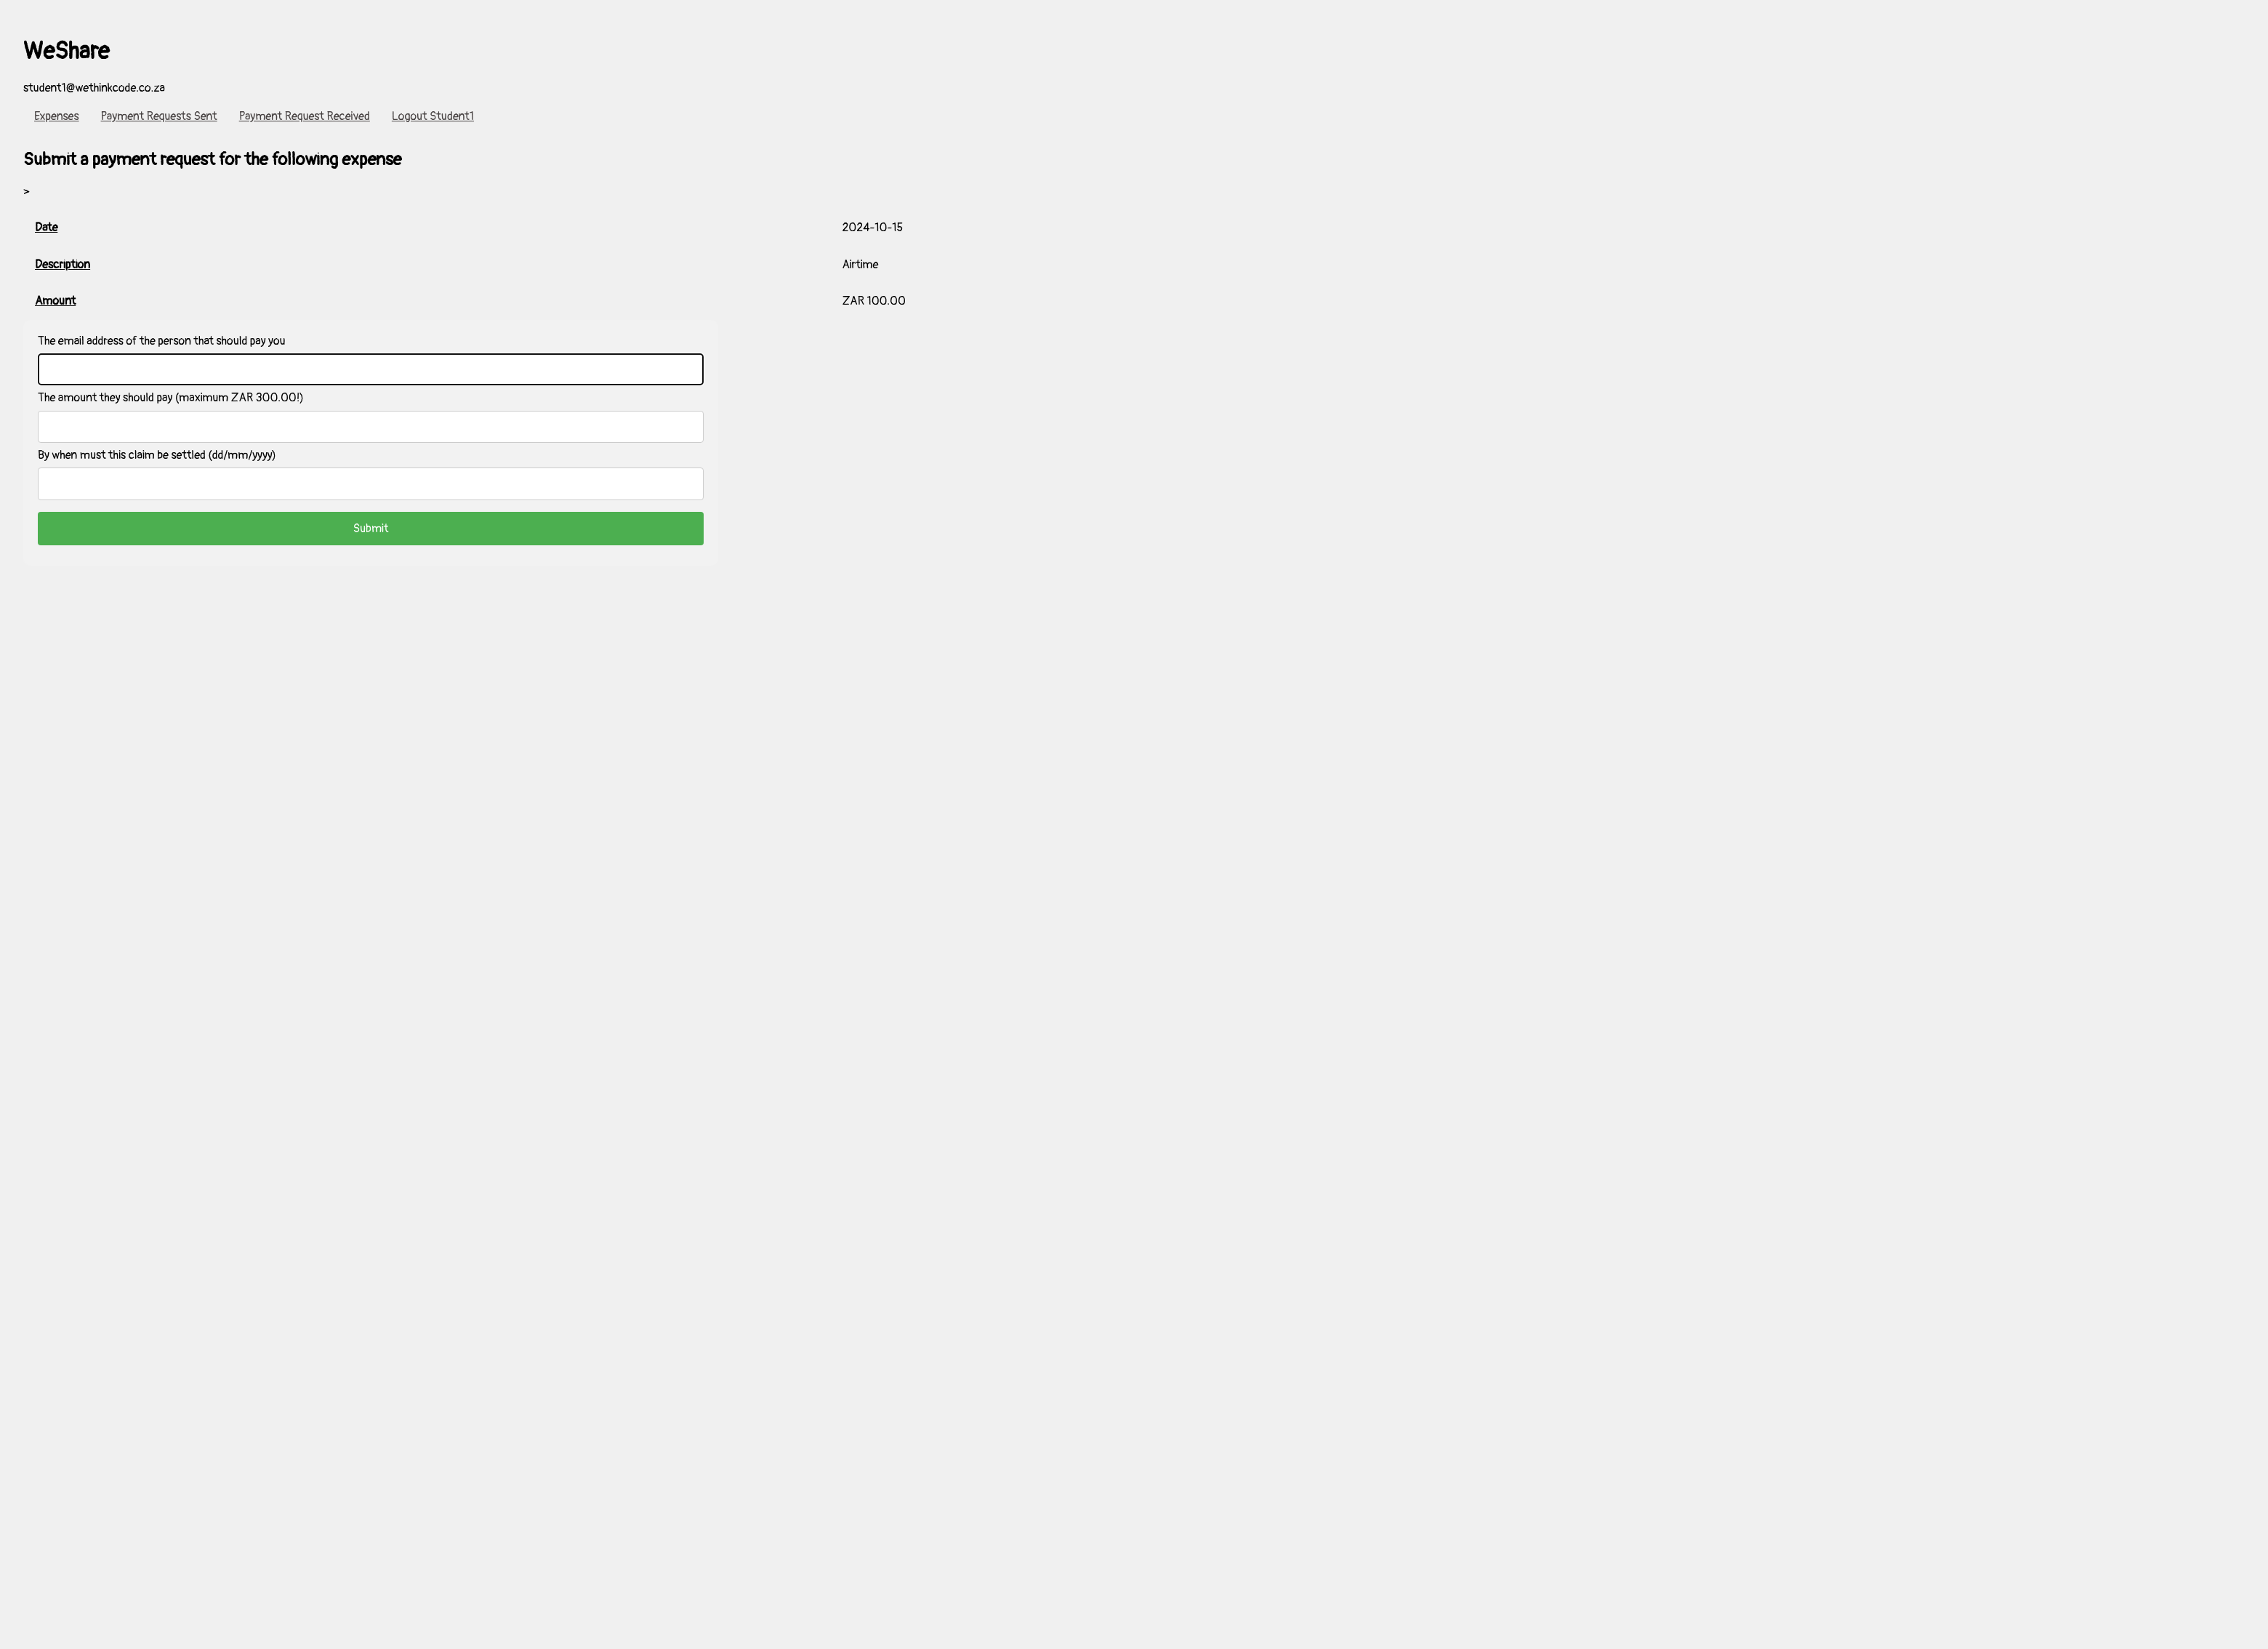 WeShare
student1@wethinkcode.co.za
Expenses Payment Requests Sent Payment Request Received Logout Student1
Submit a payment request for the following expense
>
Date 2024-10-15
Description Airtime
Amount ZAR 100.00
The email address of the person that should pay you
The amount they should pay (maximum ZAR 300.00!)
By when must this claim be settled (dd/mm/yyyy)
Submit